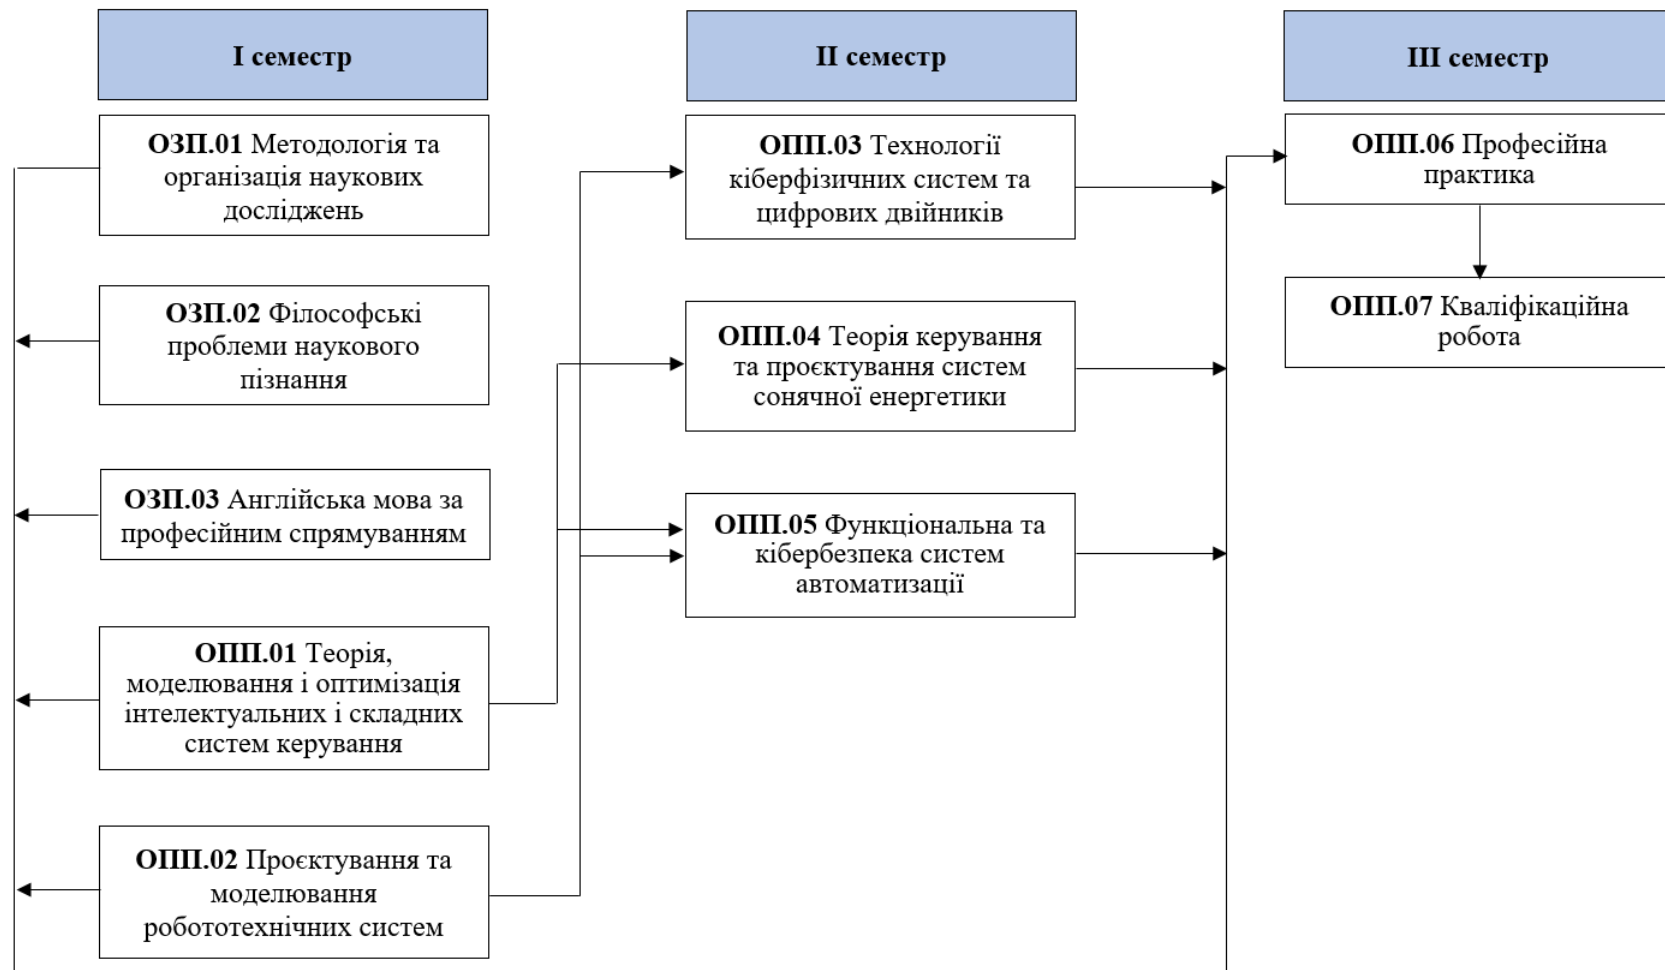 I семестр
ОЗП.01 Методологія та
організація наукових
досліджень
ОЗП.02 Філософські
проблеми наукового
пізнання
ОЗП.03 Англійська мова за
професійним спрямуванням
ОПП.01 Теорія,
моделювання і оптимізація
інтелектуальних і складних
систем керування
ОПП.02 Проєктування та
моделювання
робототехнічних систем
II семестр
ОПП.03 Технології
кіберфізичних систем та
цифрових двійників
ОПП.04 Теорія керування
та проєктування систем
сонячної енергетики
ОПП.05 Функціональна та
кібербезпека систем
автоматизації
III семестр
ОПП.06 Професійна
практика
ОПП.07 Кваліфікаційна
робота